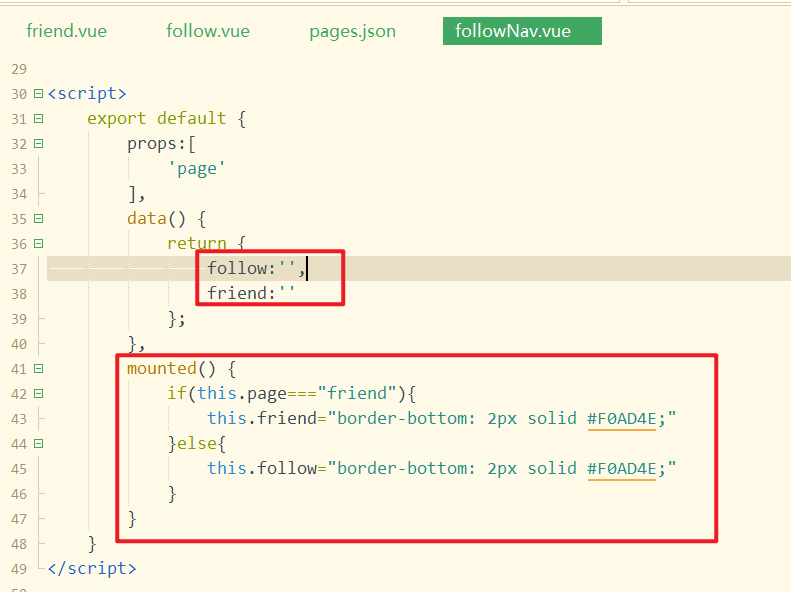 friend.vue follow.vue pages.json followNav.vue
29
30 <script>
31 export default {
32 props:[
33 'page'
34 ],
35 data() {
36 return {
37 follow:'',
38 friend:''
39 };
40 },
41 mounted() {
42 if(this.page==="friend"){
43 this.friend="border-bottom: 2px solid #F0AD4E;"
44 }else{
45 this.follow="border-bottom: 2px solid #F0AD4E;"
46 }
47 }
48 }
49 </script>